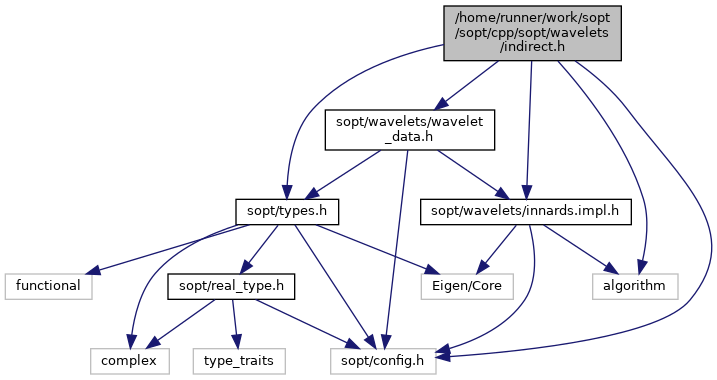 /home/runner/work/sopt
/sopt/cpp/sopt/wavelets
/indirect.h
sopt/wavelets/wavelet
_data.h
sopt/types.h
sopt/wavelets/innards.impl.h
functional
sopt/real_type.h
Eigen/Core
algorithm
complex
type_traits
sopt/config.h